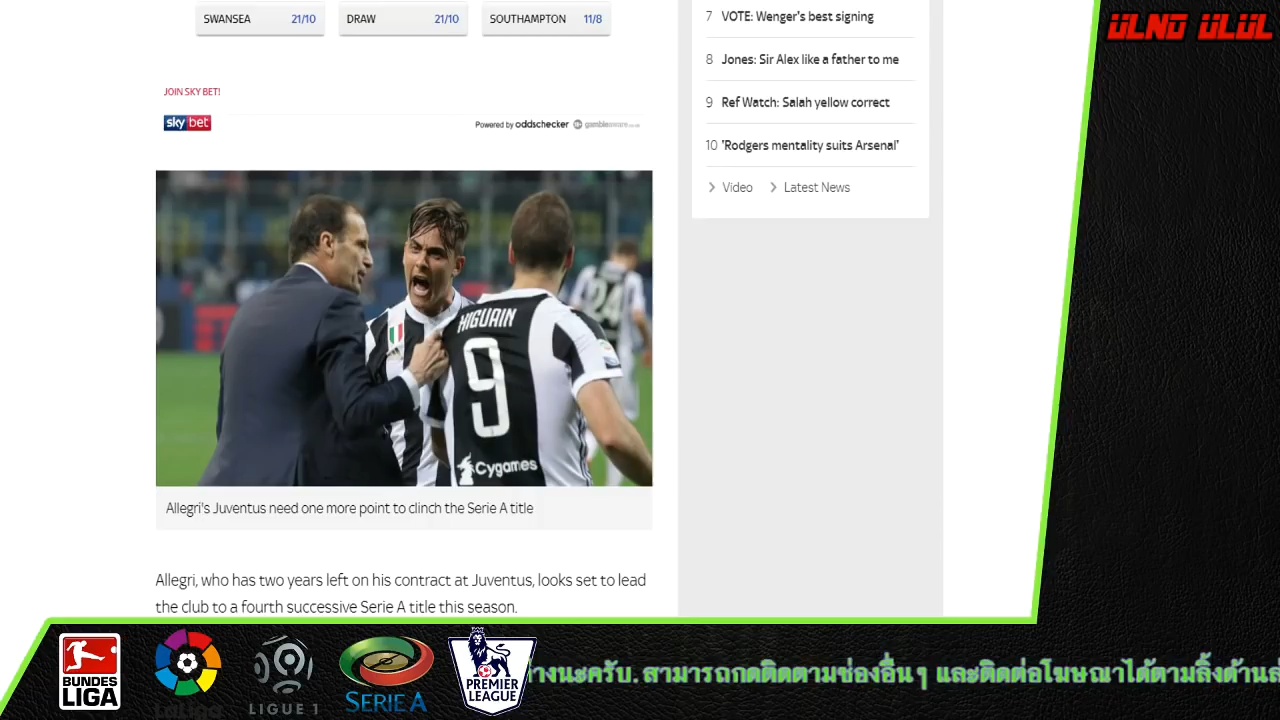 SWANSEA 21/10 DRAW 21/10 SOUTHAMPTON 11/8
JOIN SKY BET!
sky bet
Powered by oddschecker gambleaware.co.uk
HIGUAIN
9
Cygames
24
Allegri's Juventus need one more point to clinch the Serie A title
Allegri, who has two years left on his contract at Juventus, looks set to lead
the club to a fourth successive Serie A title this season.
7 VOTE: Wenger's best signing
8 Jones: Sir Alex like a father to me
9 Ref Watch: Salah yellow correct
10 'Rodgers mentality suits Arsenal'
Video Latest News
BUNDES
LIGA
LaLiga
LIGUE 1
SERIE A
PREMIER
LEAGUE
างนะครับ. สามารถกดติดตามช่องอื่นๆ และติดต่อโฆษณาได้ตามลิ้งด้านล